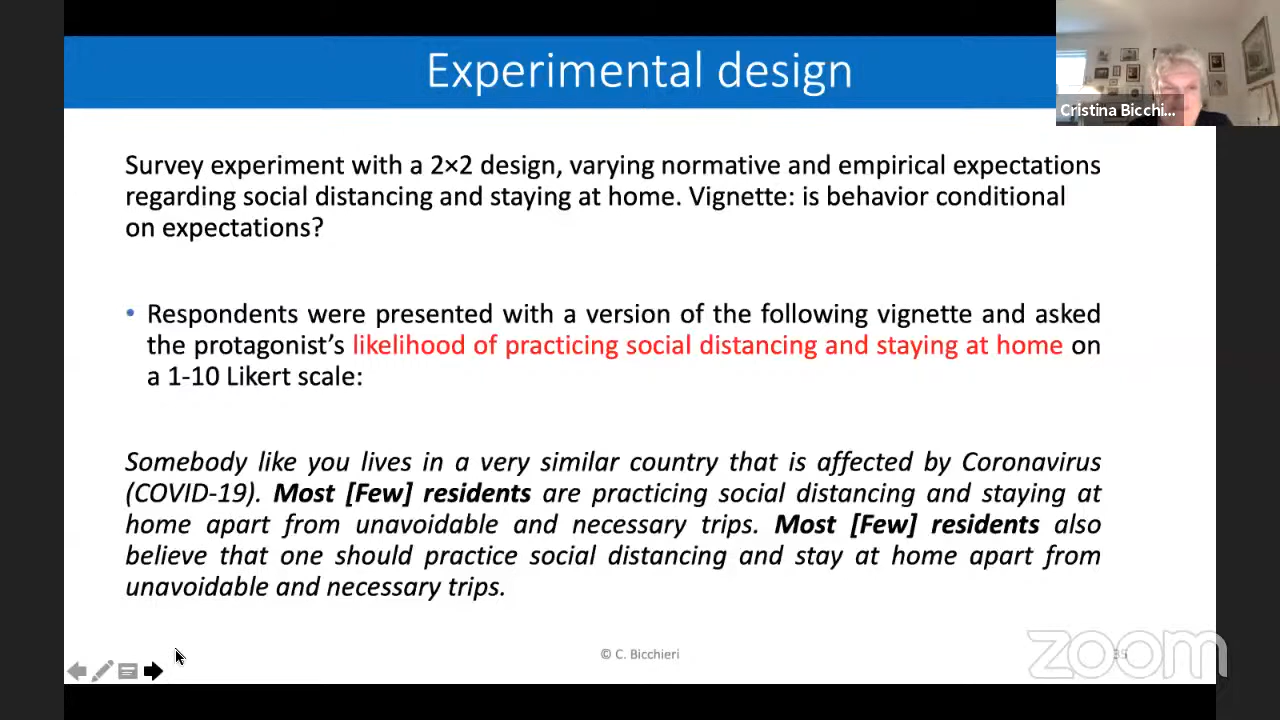 Experimental design
Cristina Bicchi...
Survey experiment with a 2×2 design, varying normative and empirical expectations
regarding social distancing and staying at home. Vignette: is behavior conditional
on expectations?
• Respondents were presented with a version of the following vignette and asked
the protagonist’s likelihood of practicing social distancing and staying at home on
a 1-10 Likert scale:
Somebody like you lives in a very similar country that is affected by Coronavirus
(COVID-19). Most [Few] residents are practicing social distancing and staying at
home apart from unavoidable and necessary trips. Most [Few] residents also
believe that one should practice social distancing and stay at home apart from
unavoidable and necessary trips.
© C. Bicchieri
zoom